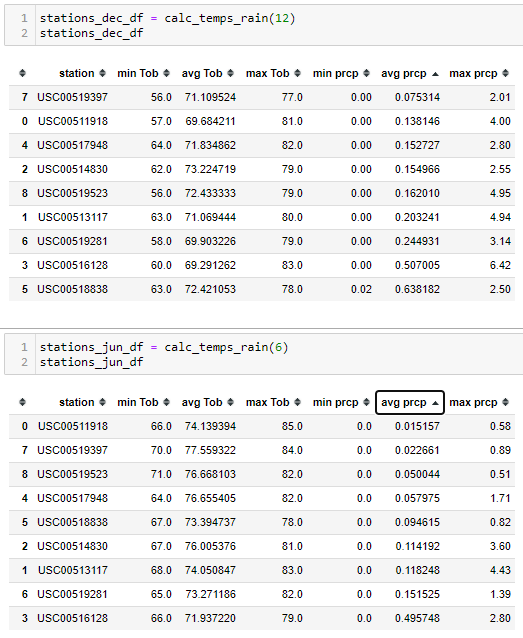 1 stations_dec_df = calc_temps_rain(12)
2 stations_dec_df
station min Tob avg Tob max Tob min prcp avg prcp max prcp
7 USC00519397 56.0 71.109524 77.0 0.00 0.075314 2.01
0 USC00511918 57.0 69.684211 81.0 0.00 0.138146 4.00
4 USC00517948 64.0 71.834862 82.0 0.00 0.152727 2.80
2 USC00514830 62.0 73.224719 79.0 0.00 0.154966 2.55
8 USC00519523 56.0 72.433333 79.0 0.00 0.162010 4.95
1 USC00513117 63.0 71.069444 80.0 0.00 0.203241 4.94
6 USC00519281 58.0 69.903226 79.0 0.00 0.244931 3.14
3 USC00516128 60.0 69.291262 83.0 0.00 0.507005 6.42
5 USC00518838 63.0 72.421053 78.0 0.02 0.638182 2.50
1 stations_jun_df = calc_temps_rain(6)
2 stations_jun_df
station min Tob avg Tob max Tob min prcp avg prcp max prcp
0 USC00511918 66.0 74.139394 85.0 0.0 0.015157 0.58
7 USC00519397 70.0 77.559322 84.0 0.0 0.022661 0.89
8 USC00519523 71.0 76.668103 82.0 0.0 0.050044 0.51
4 USC00517948 64.0 76.655405 82.0 0.0 0.057975 1.71
5 USC00518838 67.0 73.394737 78.0 0.0 0.094615 0.82
2 USC00514830 67.0 76.005376 81.0 0.0 0.114192 3.60
1 USC00513117 68.0 74.050847 83.0 0.0 0.118248 4.43
6 USC00519281 65.0 73.271186 82.0 0.0 0.151525 1.39
3 USC00516128 66.0 71.937220 79.0 0.0 0.495748 2.80